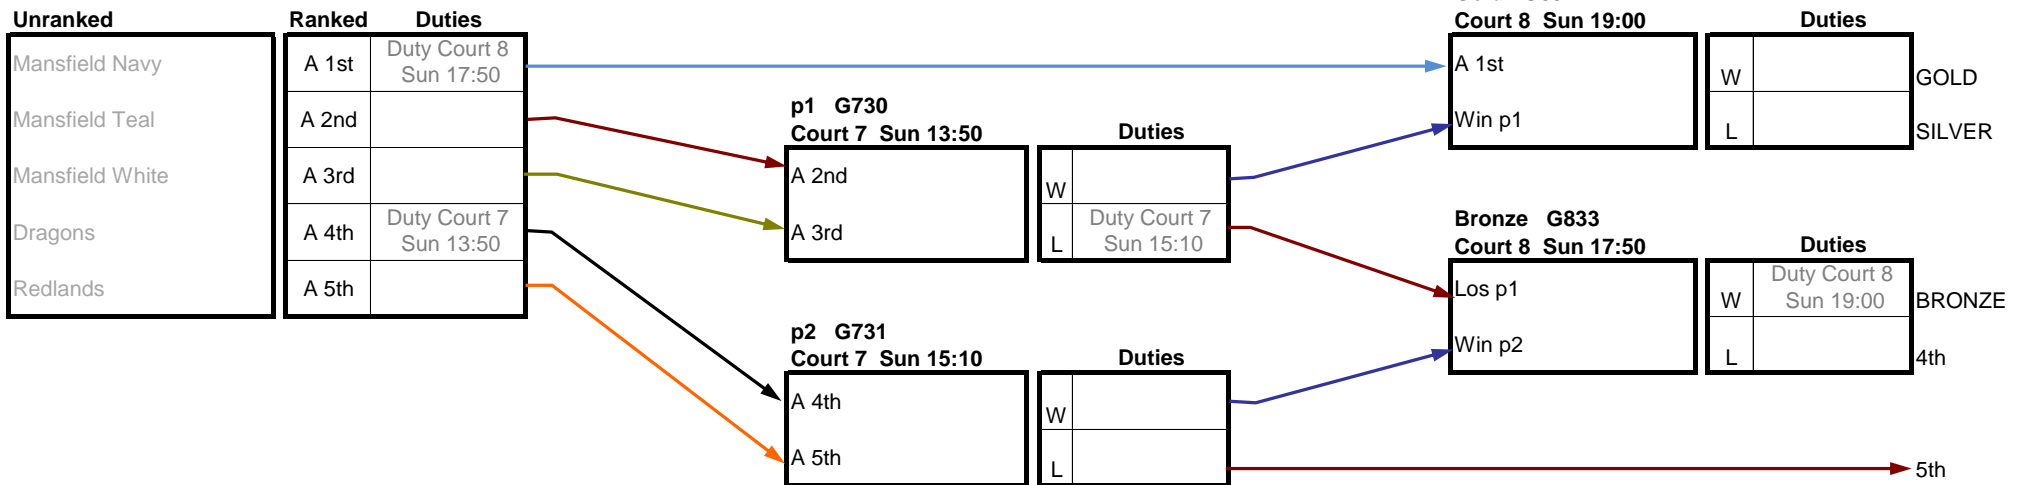 Unranked
Ranked
Duties
Mansfield Navy
Mansfield Teal
Mansfield White
Dragons
Redlands
A 1st
Duty Court 8
Sun 17:50
A 2nd
A 3rd
A 4th
Duty Court 7
Sun 13:50
A 5th
p1 G730
Court 7 Sun 13:50
Duties
A 2nd
A 3rd
W
L
Duty Court 7
Sun 15:10
p2 G731
Court 7 Sun 15:10
Duties
A 4th
A 5th
W
L
Court 8 Sun 19:00
Duties
A 1st
Win p1
W
L
GOLD
SILVER
Bronze G833
Court 8 Sun 17:50
Duties
Los p1
Win p2
W
Duty Court 8
Sun 19:00
L
BRONZE
4th
5th